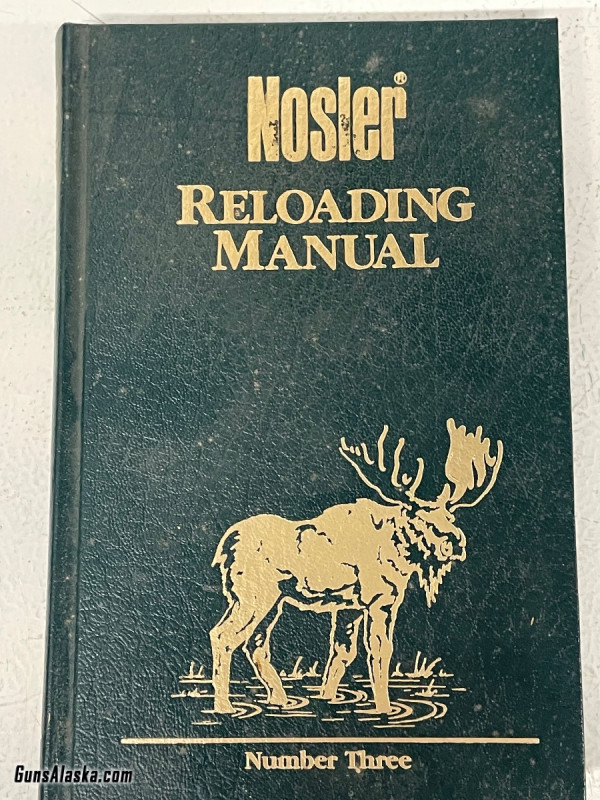 Nosler®
RELOADING
MANUAL
Number Three
GunsAlaska.com